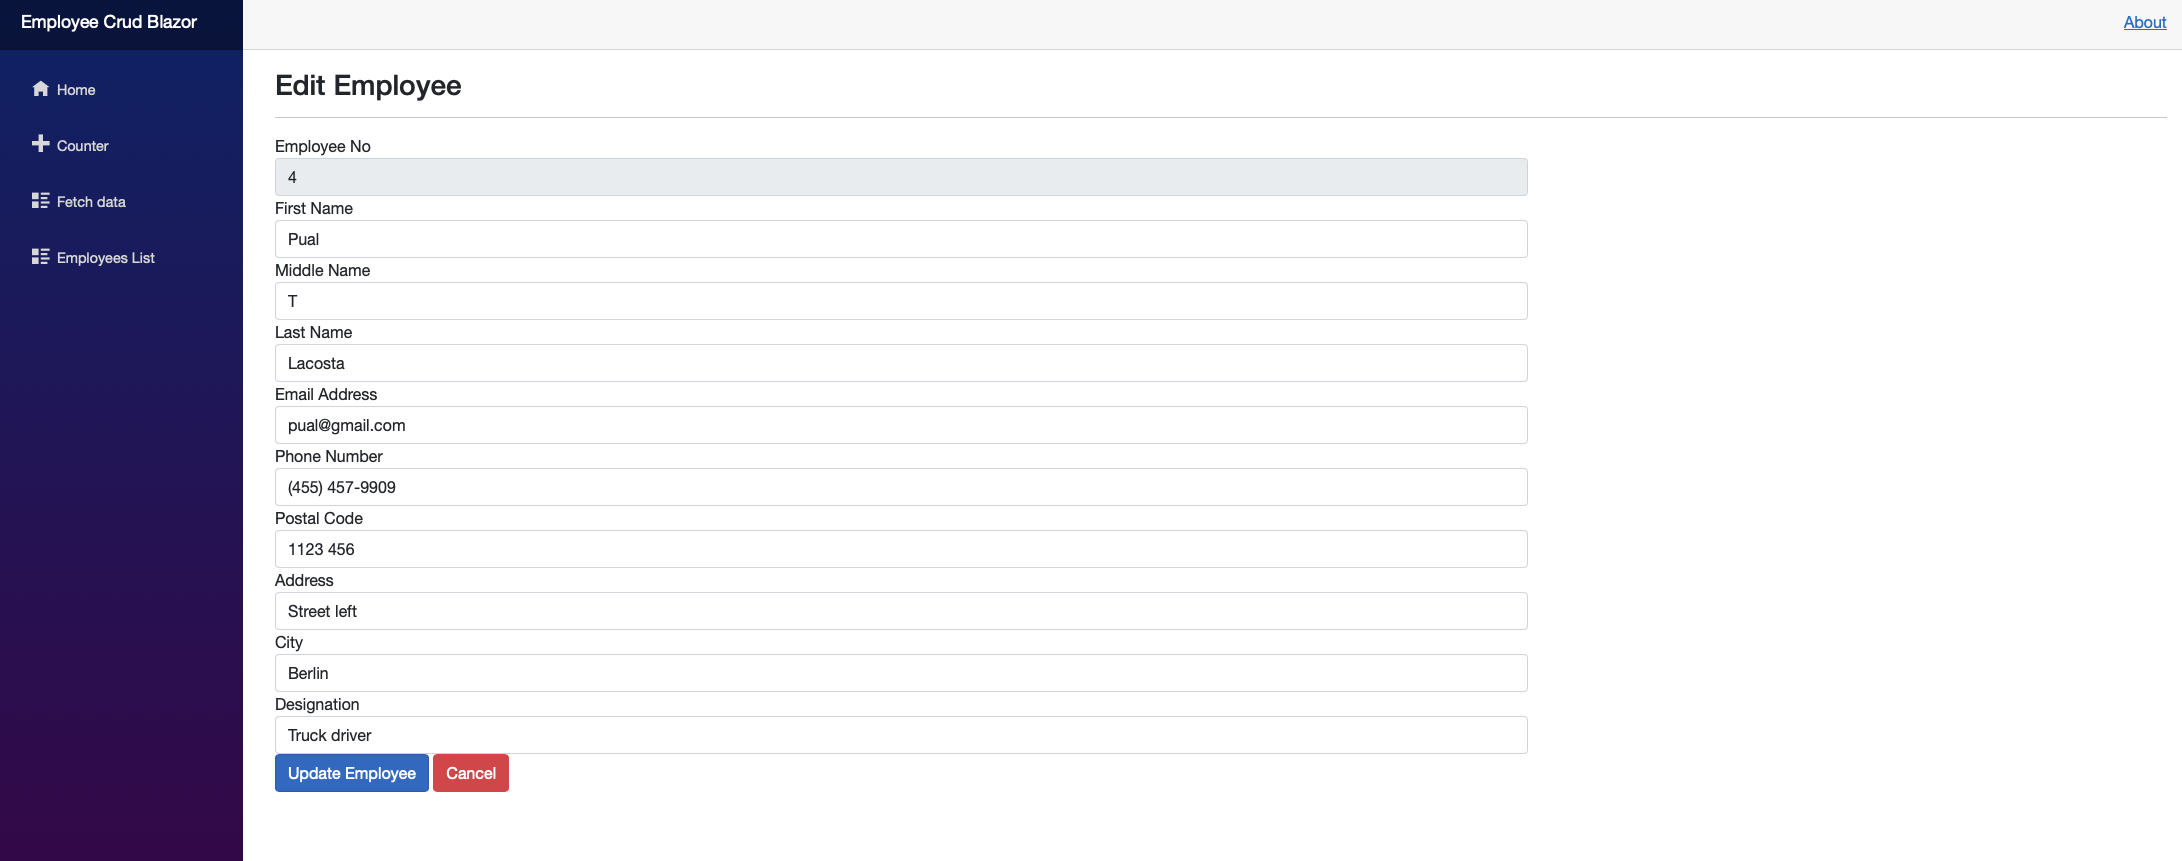 Employee Crud Blazor
About
Home
Counter
Fetch data
Employees List
Edit Employee
Employee No
4
First Name
Pual
Middle Name
T
Last Name
Lacosta
Email Address
pual@gmail.com
Phone Number
(455) 457-9909
Postal Code
1123 456
Address
Street left
City
Berlin
Designation
Truck driver
Update Employee Cancel